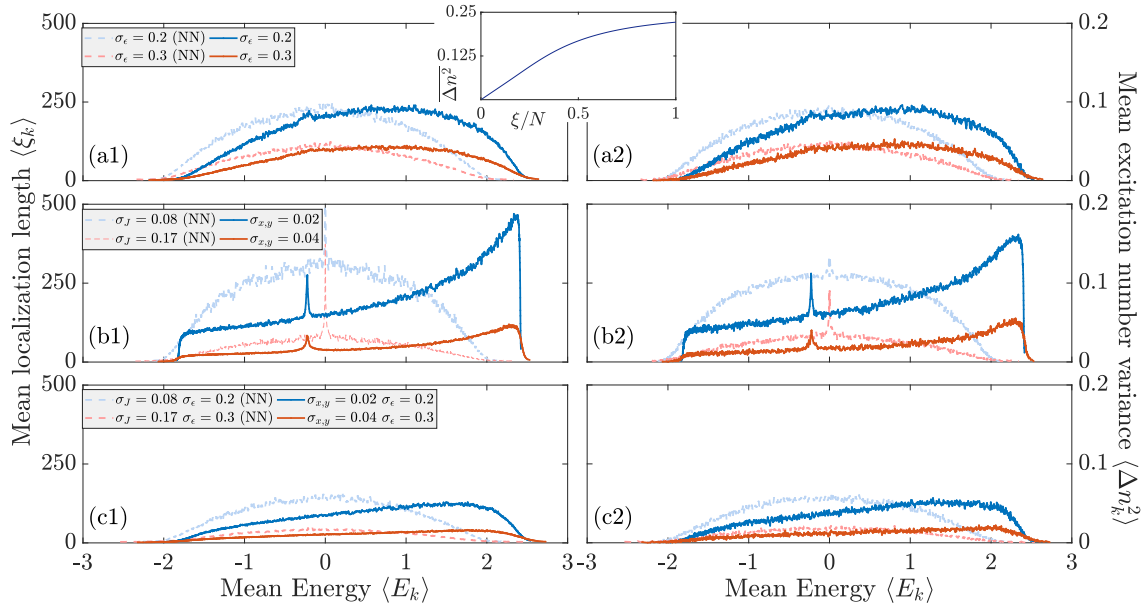 500
250
0
σ_ϵ = 0.2 (NN) σ_ϵ = 0.2
σ_ϵ = 0.3 (NN) σ_ϵ = 0.3
(a1)
0.25
0.125
0
0.5
1
Δn²
ξ/N
(a2)
0.2
0.1
0
500
250
0
σ_J = 0.08 (NN) σ_{x,y} = 0.02
σ_J = 0.17 (NN) σ_{x,y} = 0.04
(b1)
(b2)
0.2
0.1
0
500
250
0
σ_J = 0.08 σ_ϵ = 0.2 (NN) σ_{x,y} = 0.02 σ_ϵ = 0.2
σ_J = 0.17 σ_ϵ = 0.3 (NN) σ_{x,y} = 0.04 σ_ϵ = 0.3
(c1)
(c2)
0.2
0.1
0
-3 -2 -1 0 1 2 3
-3 -2 -1 0 1 2 3
Mean Energy ⟨E_k⟩
Mean Energy ⟨E_k⟩
Mean localization length ⟨ξ_k⟩
Mean excitation number variance ⟨Δn_k²⟩